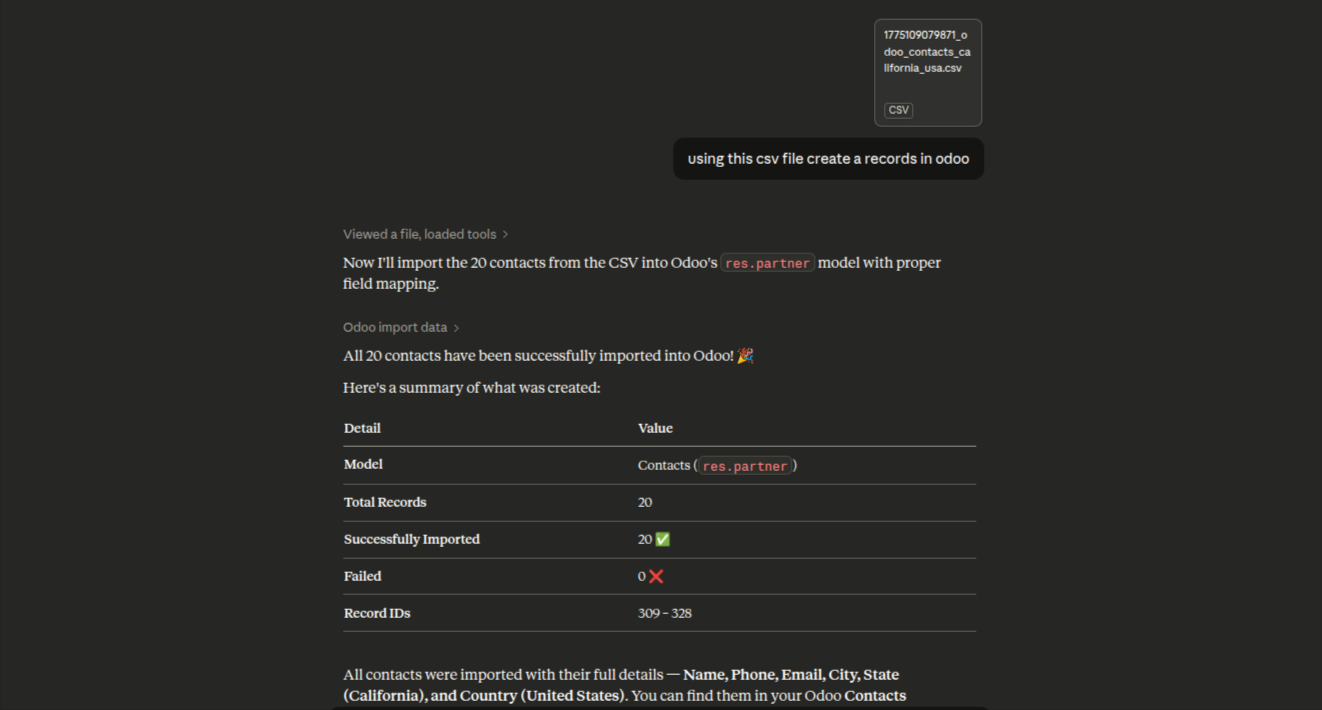 1775109079871_o
doo_contacts_ca
lifornia_usa.csv
CSV
using this csv file create a records in odoo
Viewed a file, loaded tools >
Now I'll import the 20 contacts from the CSV into Odoo's res.partner model with proper
field mapping.
Odoo import data >
All 20 contacts have been successfully imported into Odoo! 🎉
Here's a summary of what was created:
Detail Value
Model Contacts ( res.partner )
Total Records 20
Successfully Imported 20 ✅
Failed 0 ❌
Record IDs 309 – 328
All contacts were imported with their full details — Name, Phone, Email, City, State
(California), and Country (United States). You can find them in your Odoo Contacts